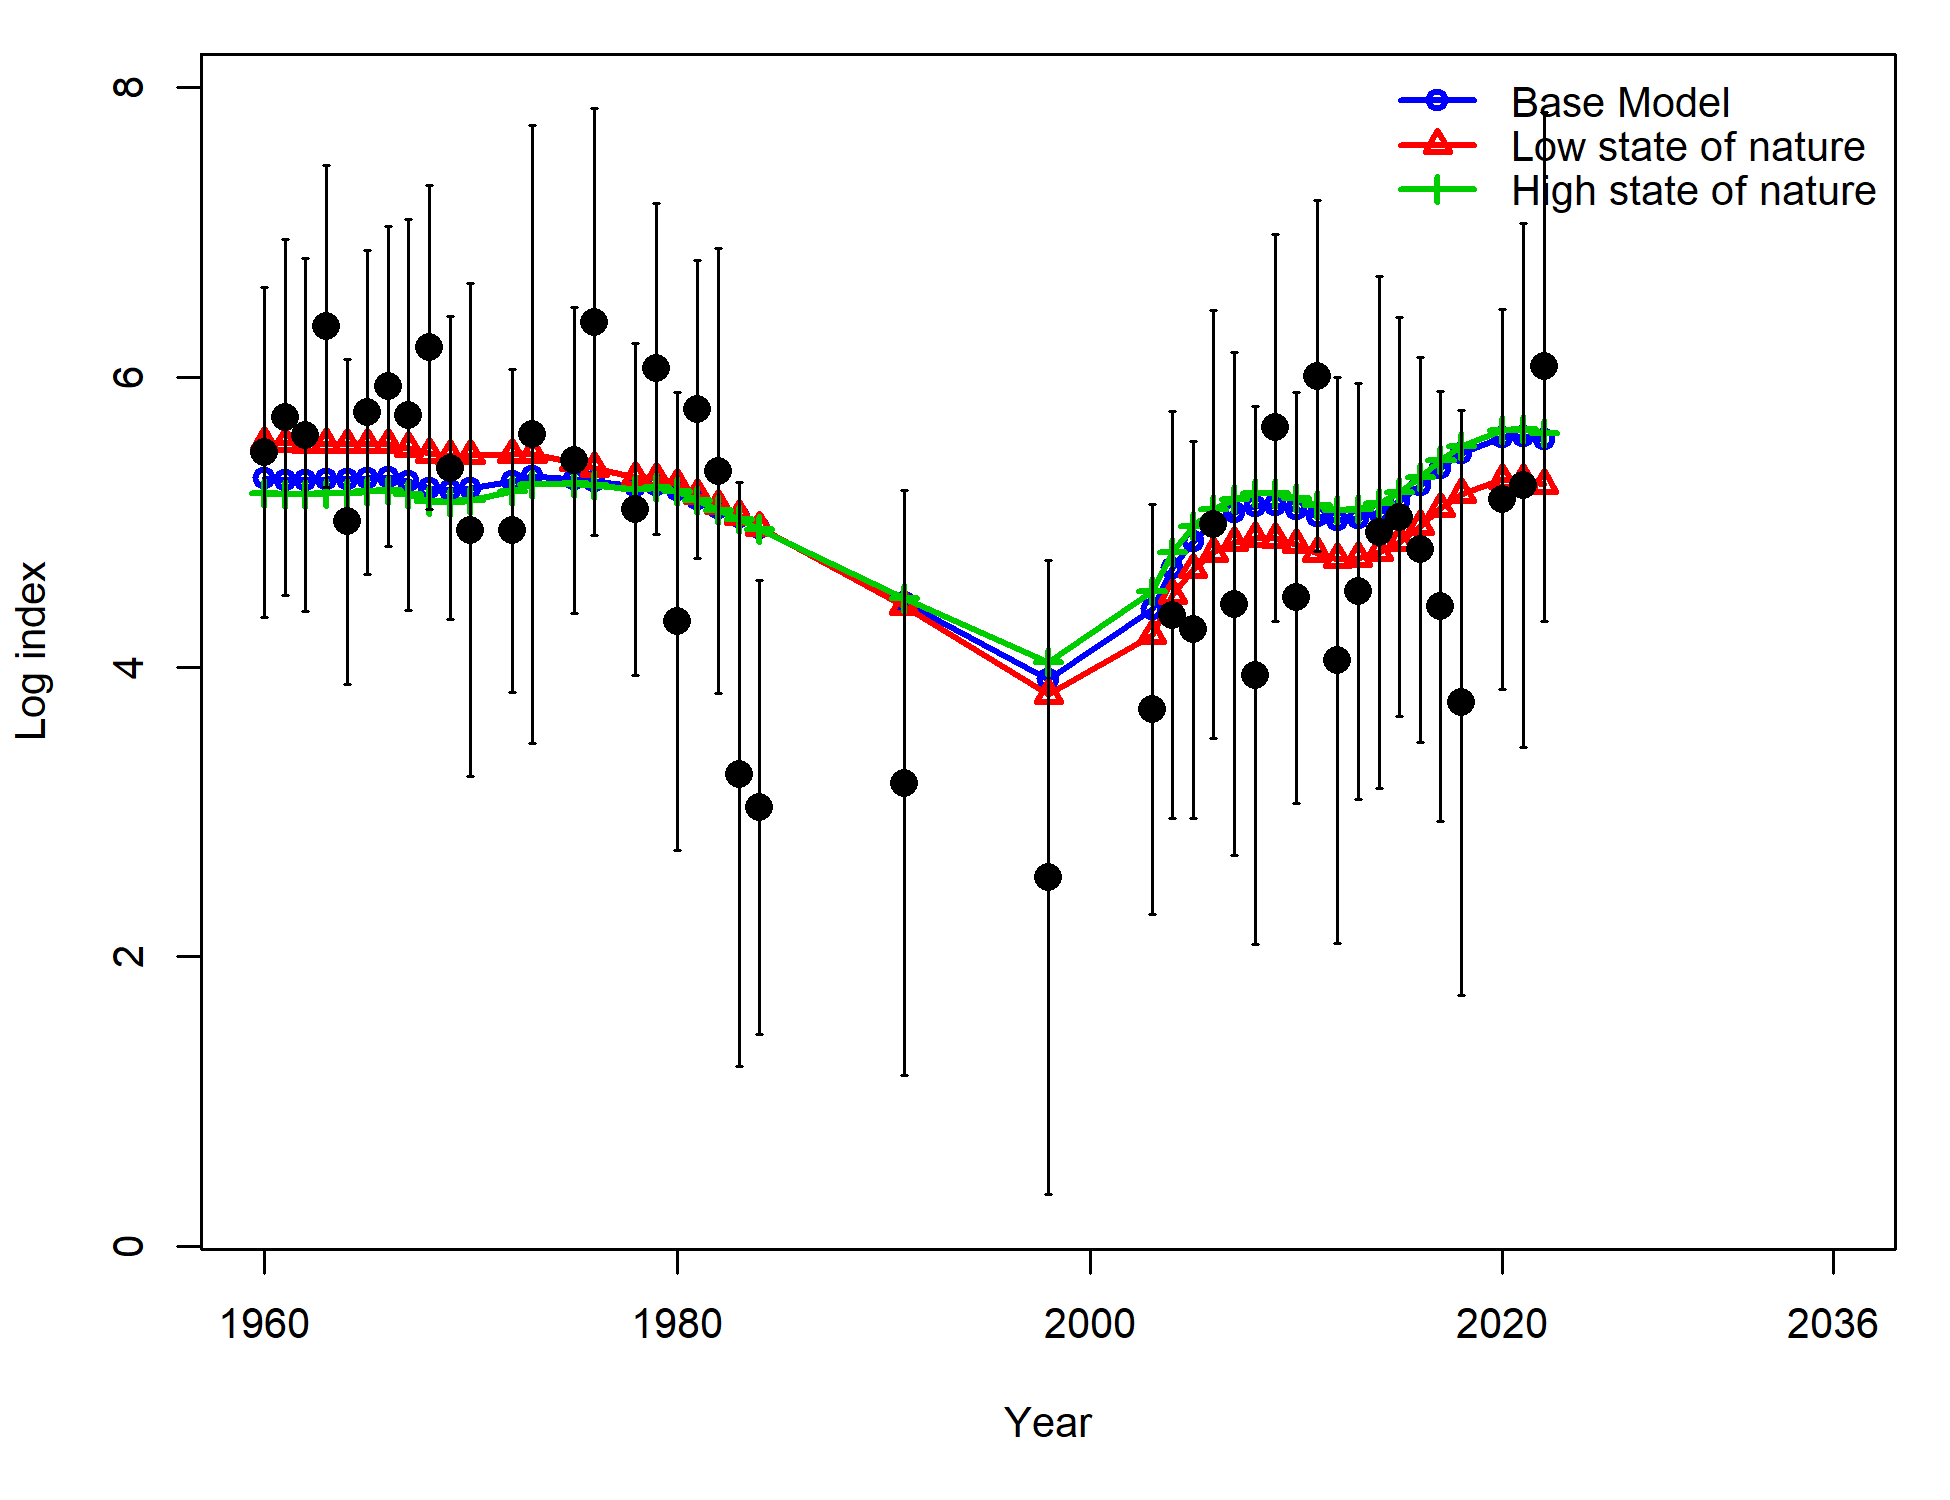 8
6
4
2
0
Log index
Base Model
Low state of nature
High state of nature
1960
1980
2000
2020
2036
Year